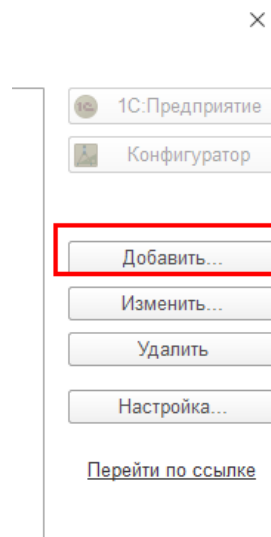 1С:Предприятие
Конфигуратор
Добавить...
Изменить...
Удалить
Настройка...
Перейти по ссылке